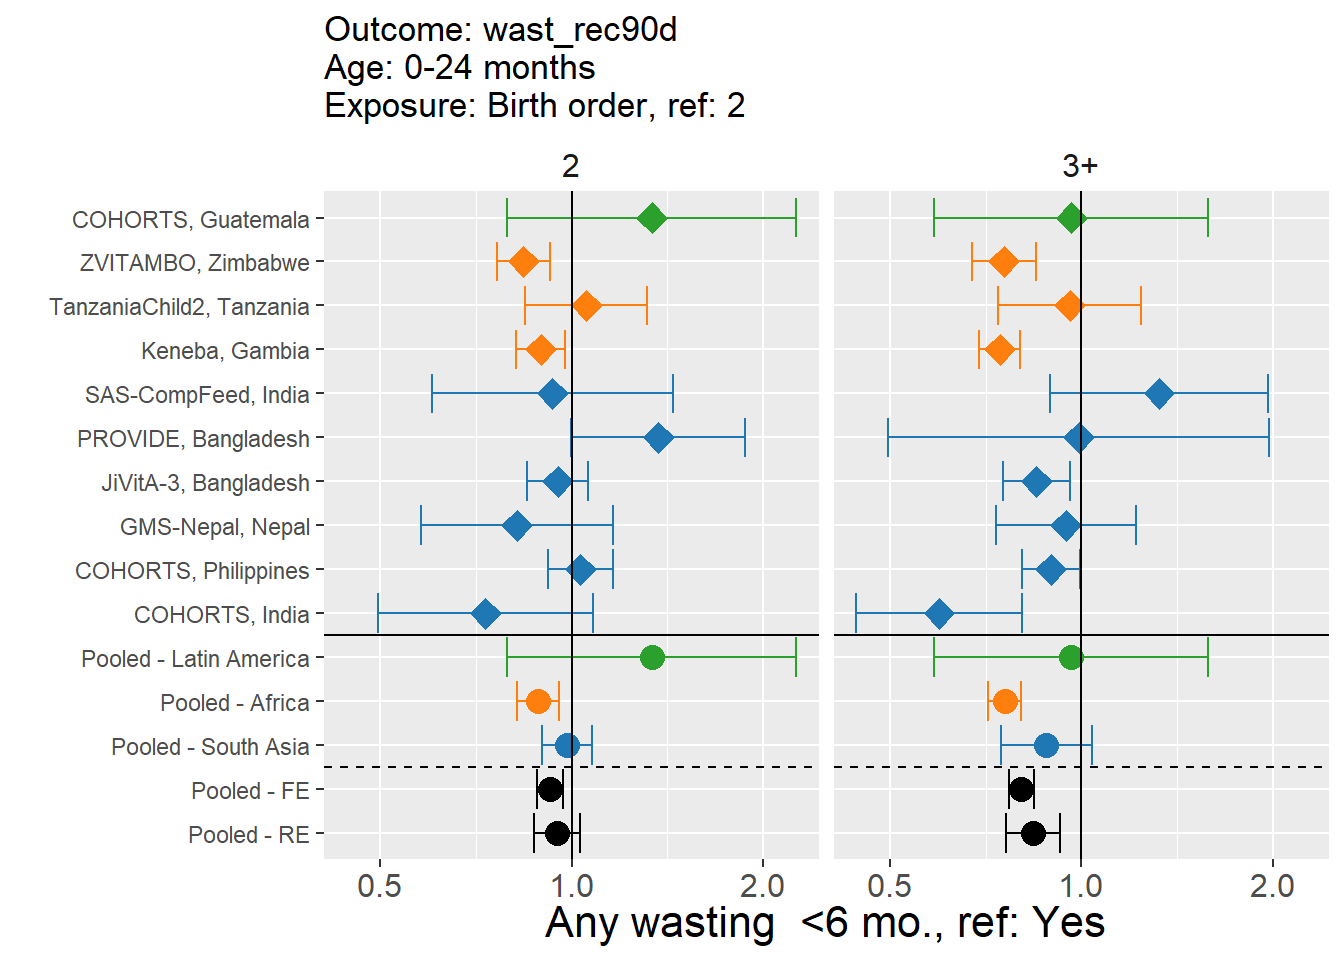 Outcome: wast_rec90d
Age: 0-24 months
Exposure: Birth order, ref: 2
2 3+
COHORTS, Guatemala
ZVITAMBO, Zimbabwe
TanzaniaChild2, Tanzania
Keneba, Gambia
SAS-CompFeed, India
PROVIDE, Bangladesh
JiVitA-3, Bangladesh
GMS-Nepal, Nepal
COHORTS, Philippines
COHORTS, India
Pooled - Latin America
Pooled - Africa
Pooled - South Asia
Pooled - FE
Pooled - RE
0.5 1.0 2.0 0.5 1.0 2.0
Any wasting  <6 mo., ref: Yes